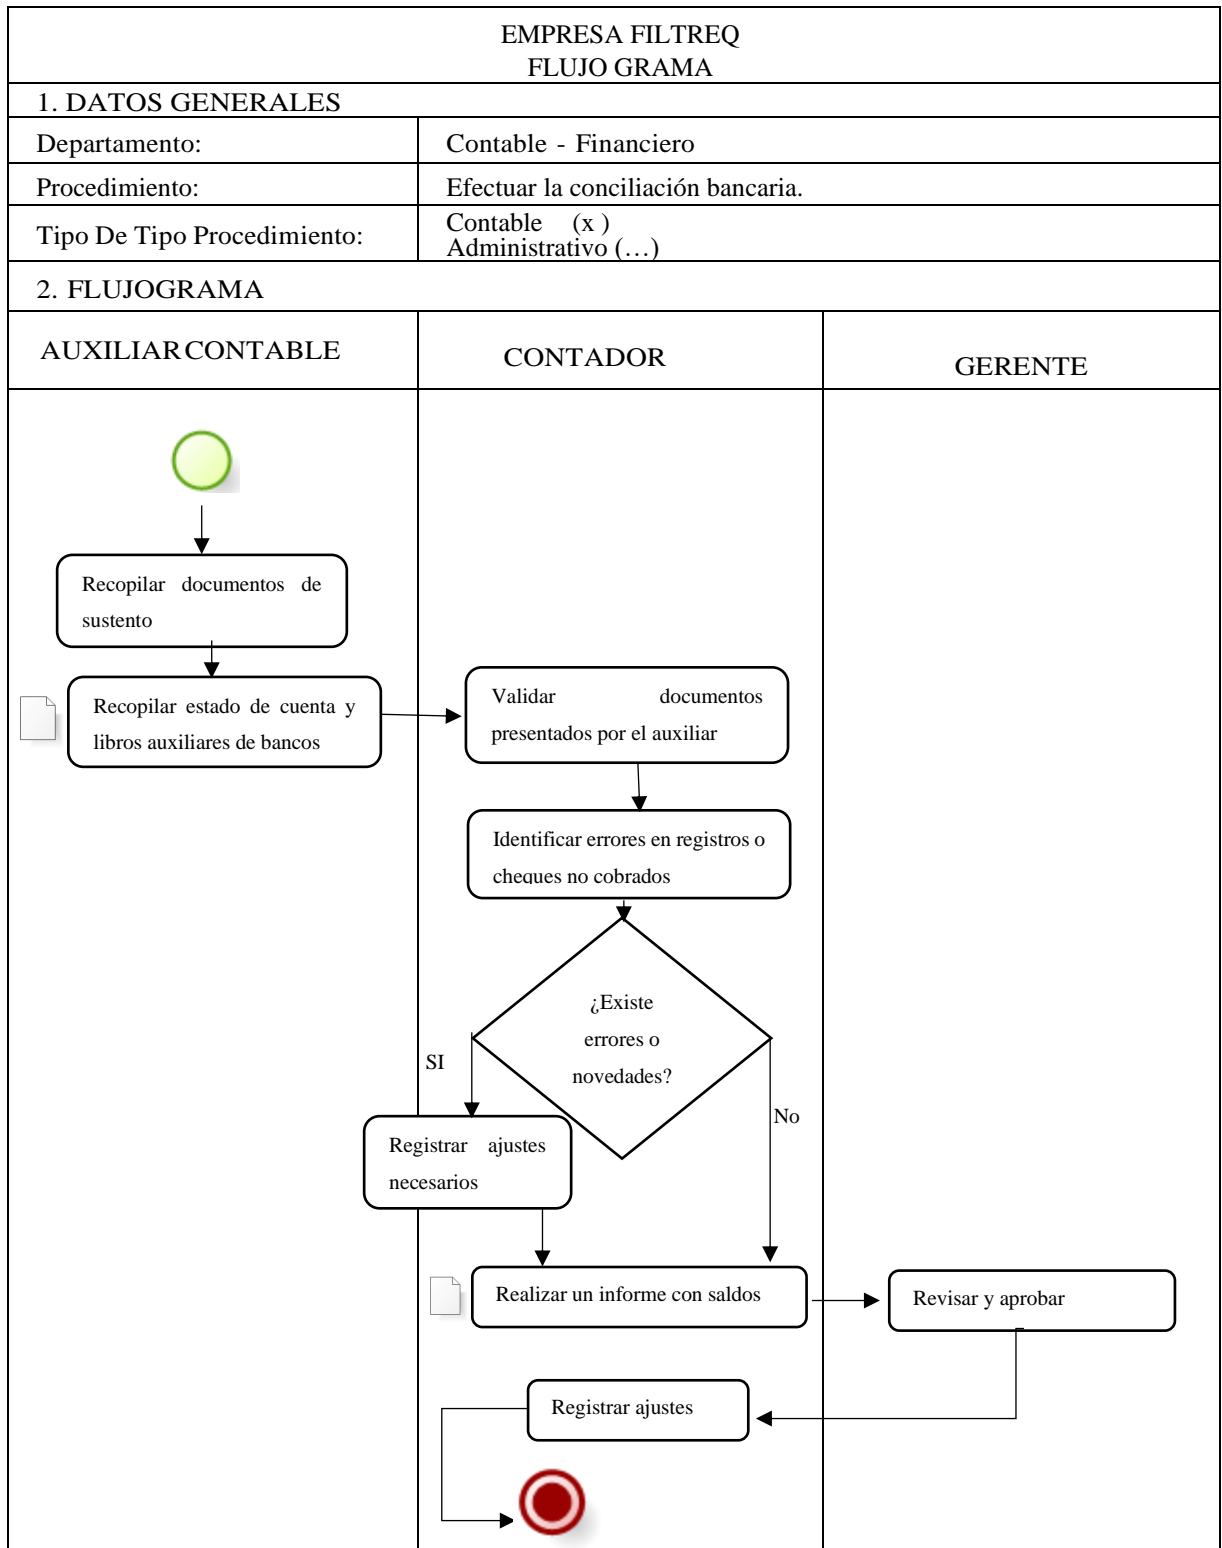 EMPRESA FILTREQ
FLUJO GRAMA
1. DATOS GENERALES
Departamento:
Contable - Financiero
Procedimiento:
Efectuar la conciliación bancaria.
Tipo De Tipo Procedimiento:
Contable (x )
Administrativo (…)
2. FLUJOGRAMA
AUXILIAR CONTABLE
CONTADOR
GERENTE
Recopilar documentos de
sustento
Recopilar estado de cuenta y
libros auxiliares de bancos
Validar documentos
presentados por el auxiliar
Identificar errores en registros o
cheques no cobrados
¿Existe
errores o
novedades?
SI
No
Registrar ajustes
necesarios
Realizar un informe con saldos
Revisar y aprobar
Registrar ajustes